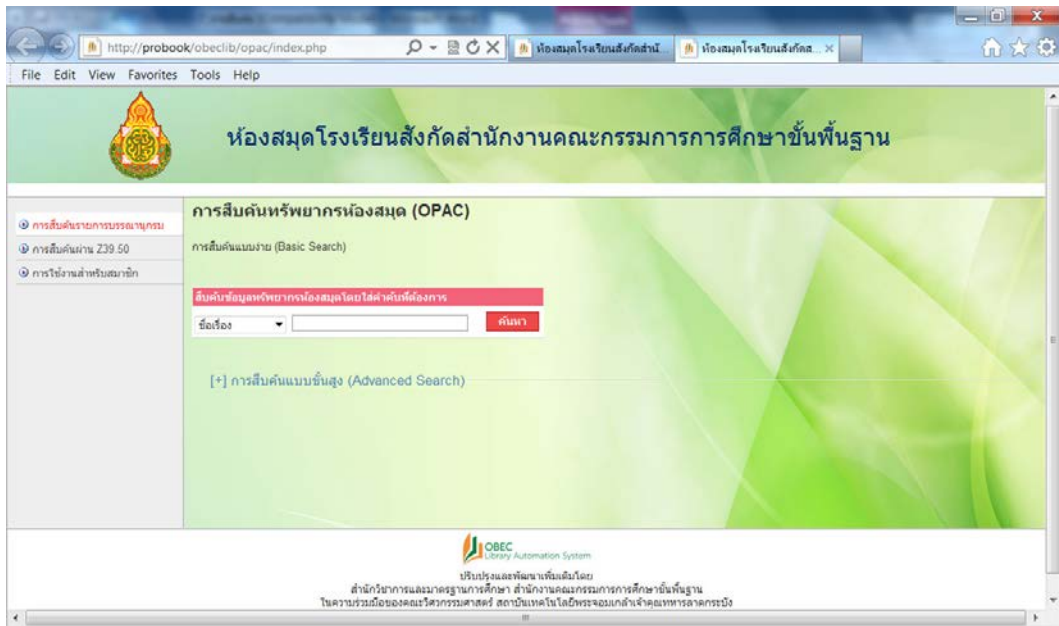 http://probook/obeclib/opac/index.php
ห้องสมุดโรงเรียนสังกัดสำนั...
ห้องสมุดโรงเรียนสังกัดส...
File Edit View Favorites Tools Help
ห้องสมุดโรงเรียนสังกัดสำนักงานคณะกรรมการการศึกษาขั้นพื้นฐาน
การสืบค้นรายการบรรณานุกรม
การสืบค้นผ่าน Z39.50
การใช้งานสำหรับสมาชิก
การสืบค้นทรัพยากรห้องสมุด (OPAC)
การสืบค้นแบบง่าย (Basic Search)
สืบค้นข้อมูลทรัพยากรห้องสมุดโดยใส่คำค้นที่ต้องการ
ชื่อเรื่อง
ค้นหา
[+] การสืบค้นแบบขั้นสูง (Advanced Search)
OBEC
Library Automation System
ปรับปรุงและพัฒนาเพิ่มเติมโดย
สำนักวิชาการและมาตรฐานการศึกษา สำนักงานคณะกรรมการการศึกษาขั้นพื้นฐาน
ในความร่วมมือของคณะวิศวกรรมศาสตร์ สถาบันเทคโนโลยีพระจอมเกล้าเจ้าคุณทหารลาดกระบัง